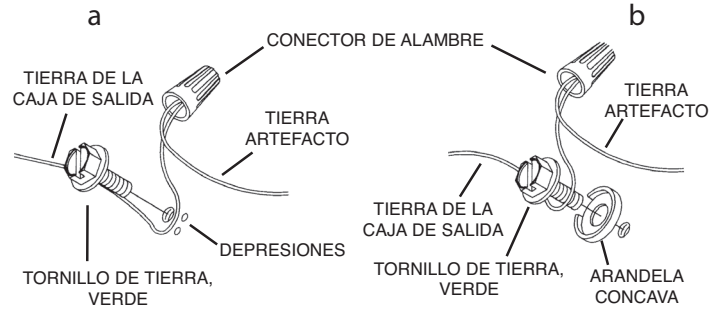 a
b
CONECTOR DE ALAMBRE
TIERRA DE LA
CAJA DE SALIDA
TIERRA
ARTEFACTO
DEPRESIONES
TORNILLO DE TIERRA,
VERDE
TIERRA
ARTEFACTO
TIERRA DE LA
CAJA DE SALIDA
TORNILLO DE TIERRA,
VERDE
ARANDELA
CONCAVA